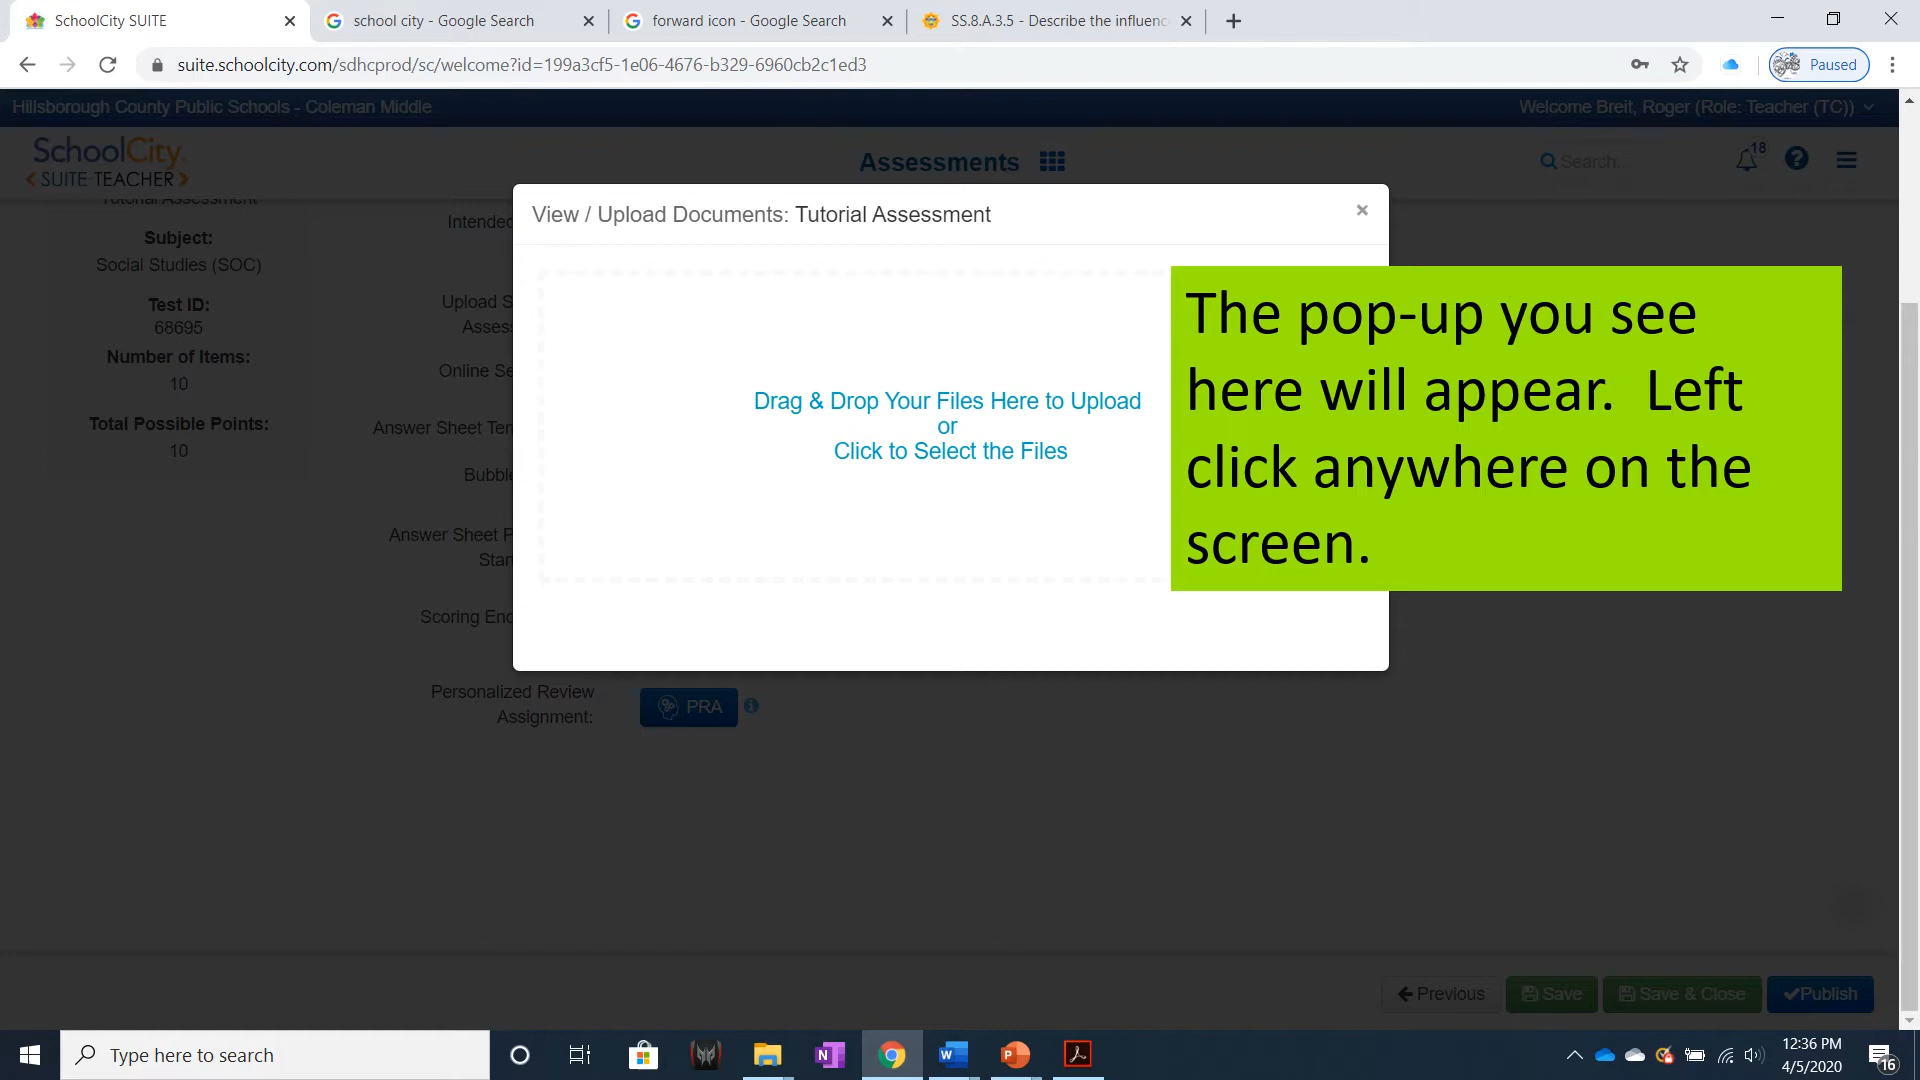 SchoolCity SUITE
school city - Google Search
forward icon - Google Search
SS.8.A.3.5 - Describe the influenc
suite.schoolcity.com/sdhcprod/sc/welcome?id=199a3cf5-1e06-4676-b329-6960cb2c1ed3
Paused
Hillsborough County Public Schools - Coleman Middle
Welcome Breit, Roger (Role: Teacher (TC))
SchoolCity
SUITE-TEACHER
Assessments
Search...
18
Tutorial Assessment
Subject:
Social Studies (SOC)
Test ID:
68695
Number of Items:
10
Total Possible Points:
10
Intended
Upload S
Assess
Online Se
Answer Sheet Tem
Bubble
Answer Sheet P
Stan
Scoring End
Personalized Review
Assignment:
PRA
View / Upload Documents: Tutorial Assessment
×
Drag & Drop Your Files Here to Upload
or
Click to Select the Files
The pop-up you see
here will appear.  Left
click anywhere on the
screen.
Previous
Save
Save & Close
Publish
Type here to search
12:36 PM
4/5/2020
16